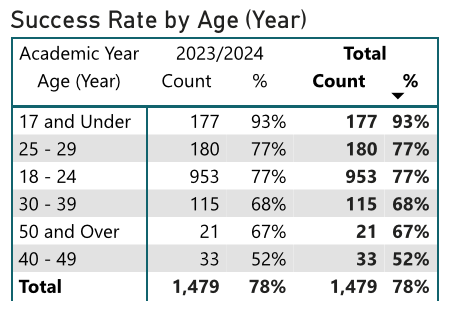 Success Rate by Age (Year)
Academic Year 2023/2024 Total
Age (Year) Count % Count %
17 and Under 177 93% 177 93%
25 - 29 180 77% 180 77%
18 - 24 953 77% 953 77%
30 - 39 115 68% 115 68%
50 and Over 21 67% 21 67%
40 - 49 33 52% 33 52%
Total 1,479 78% 1,479 78%